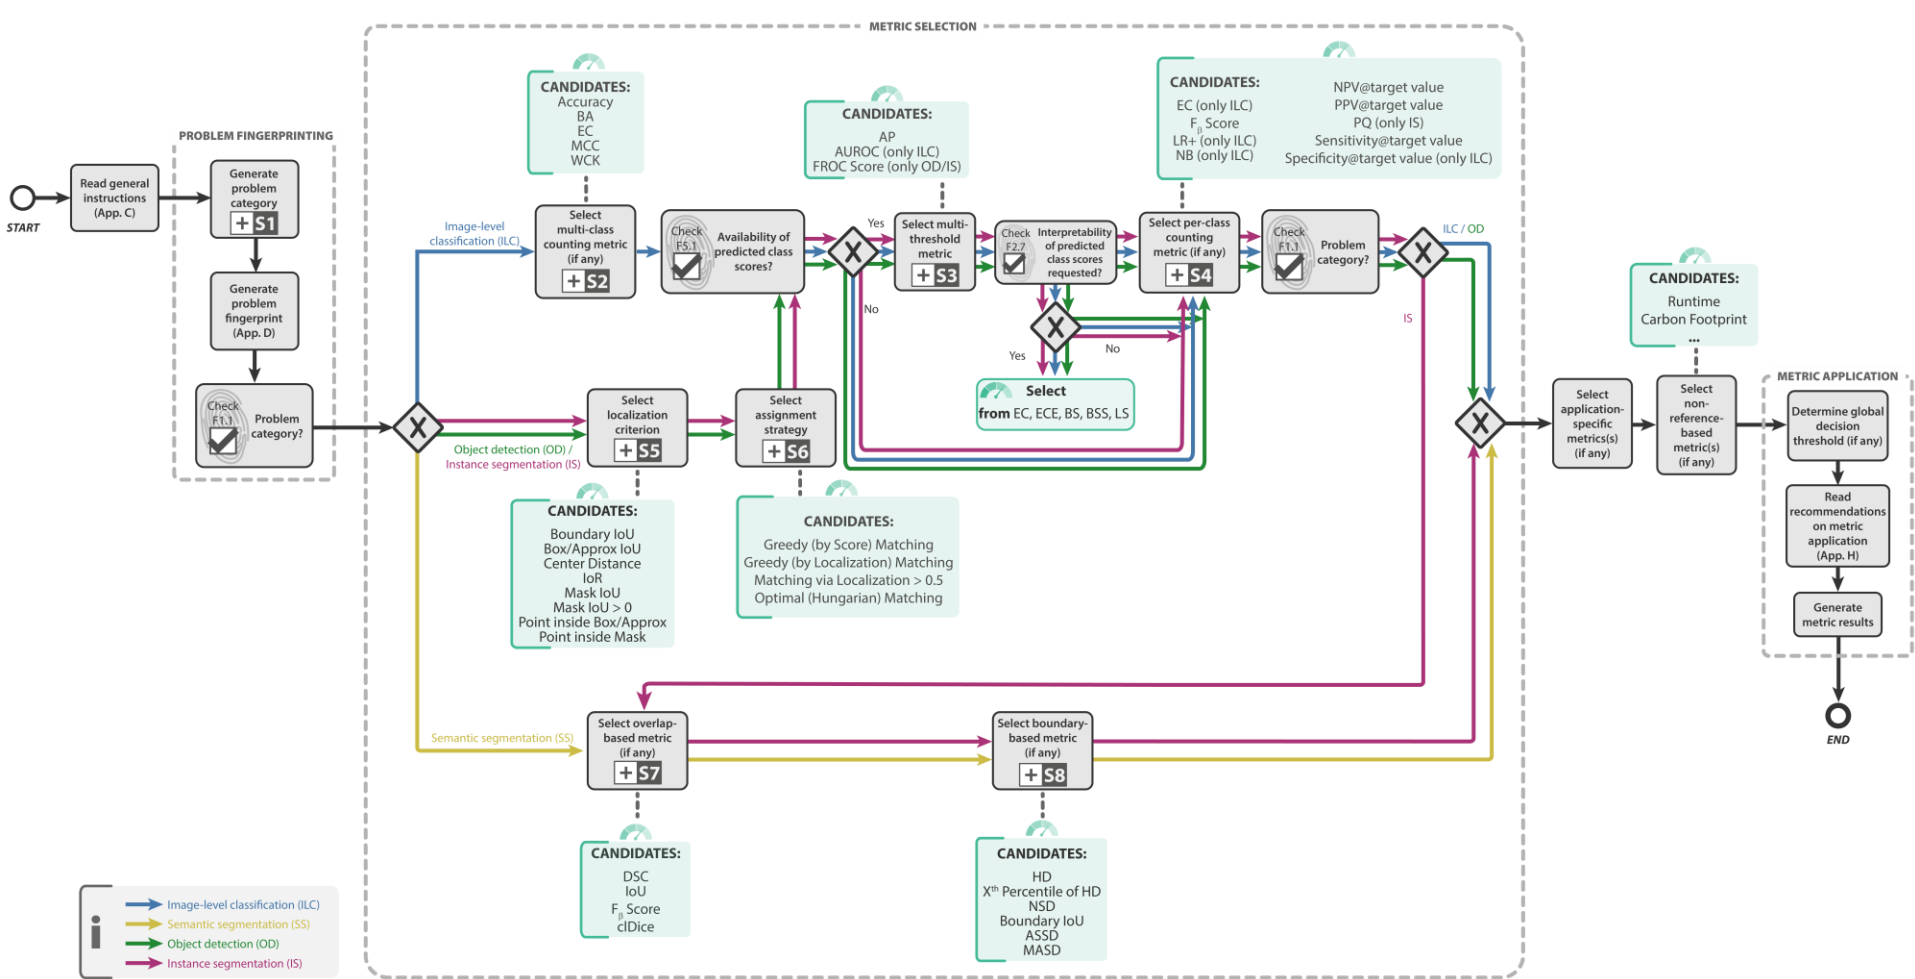 METRIC SELECTION
START
Read general
instructions
(App. C)
PROBLEM FINGERPRINTING
Generate
problem
category
+ S1
Generate
problem
fingerprint
(App. D)
Check
F1.1
Problem
category?
Image-level
classification (ILC)
CANDIDATES:
Accuracy
BA
EC
MCC
WCK
Select
multi-class
counting metric
(if any)
+ S2
Check
F5.1
Availability of
predicted class
scores?
X
Yes
No
CANDIDATES:
AP
AUROC (only ILC)
FROC Score (only OD/IS)
Select multi-
threshold
metric
+ S3
Check
F2.7
Interpretability
of predicted
class scores
requested?
X
Yes
No
Select
from EC, ECE, BS, BSS, LS
CANDIDATES:
EC (only ILC)
Fβ Score
LR+ (only ILC)
NB (only ILC)
NPV@target value
PPV@target value
PQ (only IS)
Sensitivity@target value
Specificity@target value (only ILC)
Select per-class
counting
metric (if any)
+ S4
Check
F1.1
Problem
category?
X
ILC / OD
IS
X
X
Object detection (OD) /
Instance segmentation (IS)
Select
localization
criterion
+ S5
Select
assignment
strategy
+ S6
CANDIDATES:
Boundary IoU
Box/Approx IoU
Center Distance
IoR
Mask IoU
Mask IoU > 0
Point inside Box/Approx
Point inside Mask
CANDIDATES:
Greedy (by Score) Matching
Greedy (by Localization) Matching
Matching via Localization > 0.5
Optimal (Hungarian) Matching
Semantic segmentation (SS)
Select overlap-
based metric
(if any)
+ S7
Select boundary-
based metric
(if any)
+ S8
CANDIDATES:
DSC
IoU
Fβ Score
clDice
CANDIDATES:
HD
Xth Percentile of HD
NSD
Boundary IoU
ASSD
MASD
Select
application-
specific
metrics(s)
(if any)
CANDIDATES:
Runtime
Carbon Footprint
...
Select
non-
reference-
based
metric(s)
(if any)
METRIC APPLICATION
Determine global
decision
threshold (if any)
Read
recommendations
on metric
application
(App. H)
Generate
metric results
END
i
Image-level classification (ILC)
Semantic segmentation (SS)
Object detection (OD)
Instance segmentation (IS)